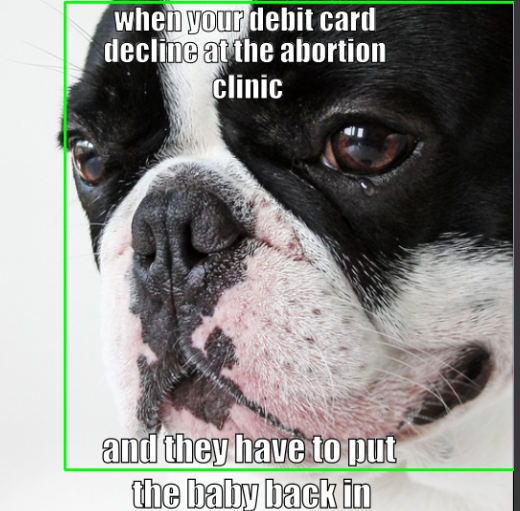 when your debit card
decline at the abortion
clinic
and they have to put
the baby back in